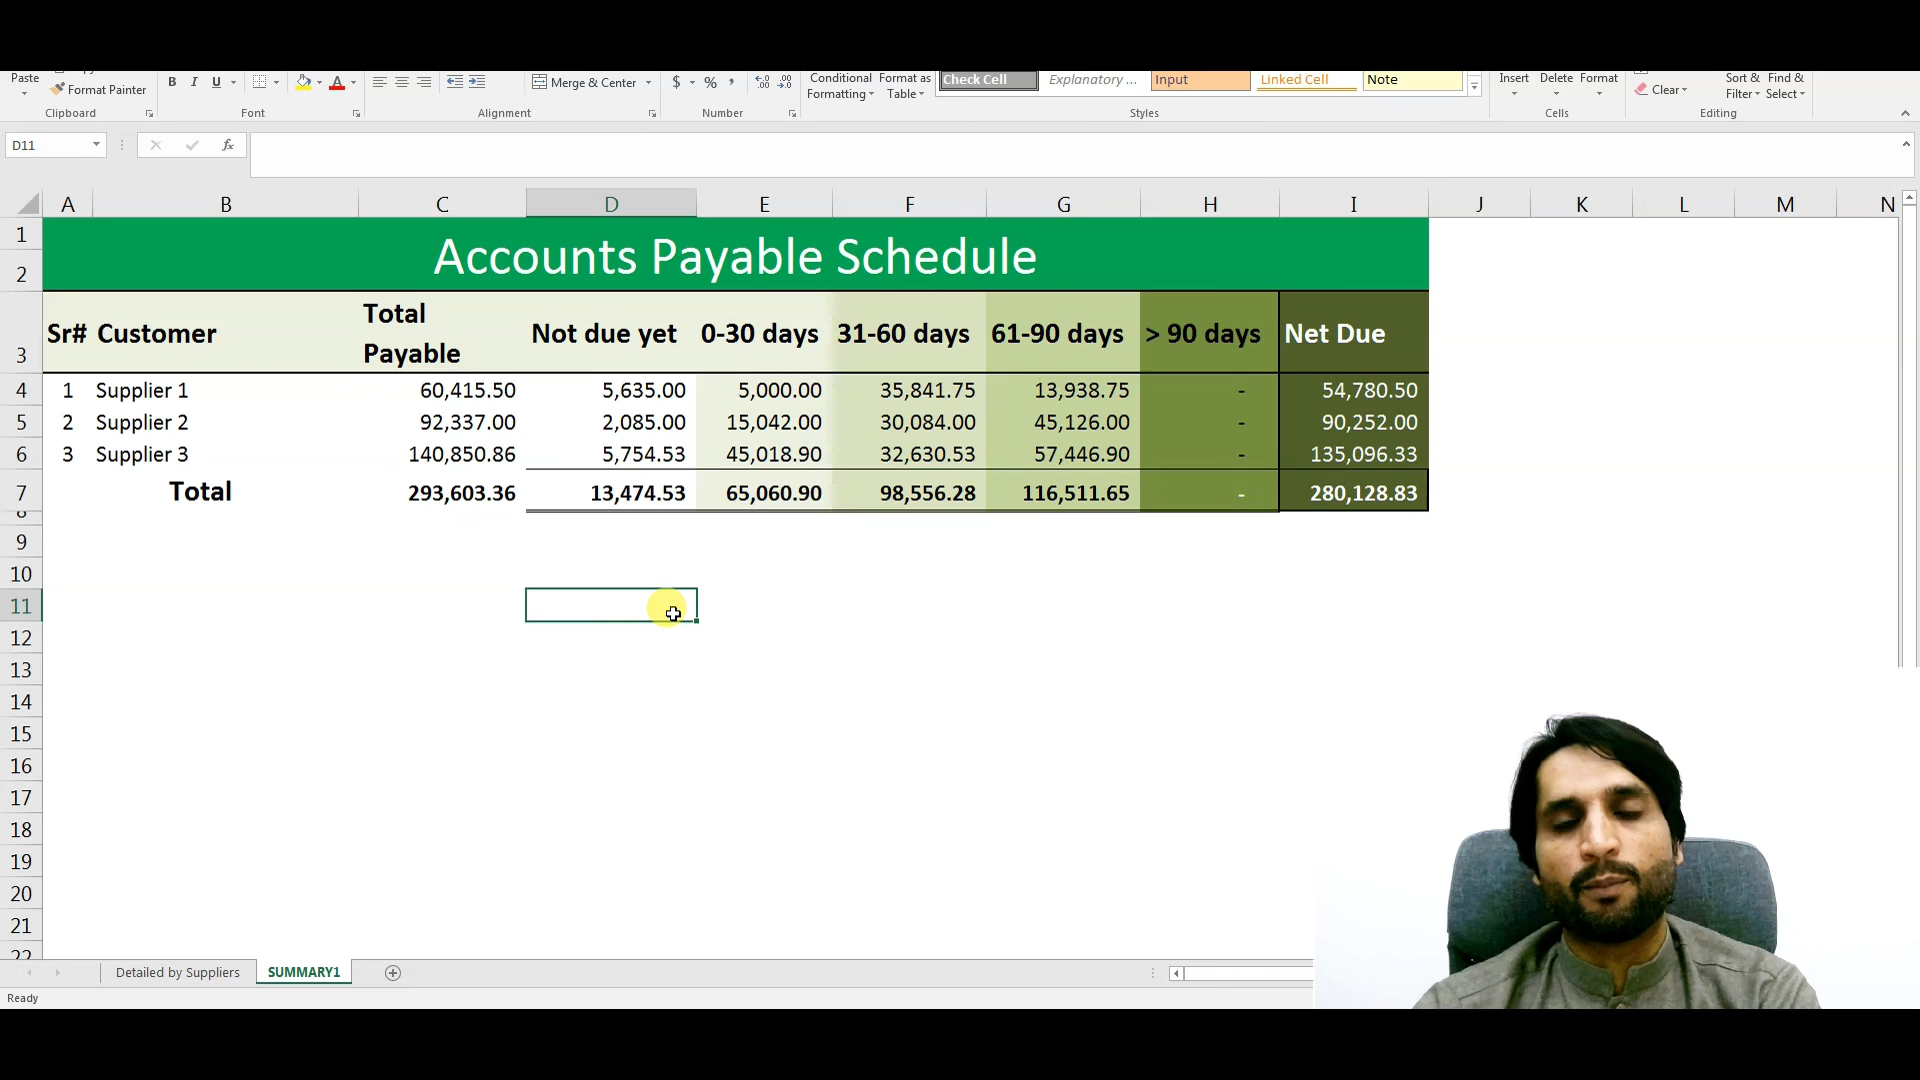 Paste
Format Painter
B I U
Merge & Center
$ % ,
Conditional Formatting
Format as Table
Check Cell
Explanatory ...
Input
Linked Cell
Note
Insert
Delete
Format
Clear
Sort & Filter
Find & Select
Clipboard
Font
Alignment
Number
Styles
Cells
Editing
D11
fx
A B C D E F G H I J K L M N
1
2
Accounts Payable Schedule
3 Sr# Customer Total Payable Not due yet 0-30 days 31-60 days 61-90 days > 90 days Net Due
4 1 Supplier 1 60,415.50 5,635.00 5,000.00 35,841.75 13,938.75 - 54,780.50
5 2 Supplier 2 92,337.00 2,085.00 15,042.00 30,084.00 45,126.00 - 90,252.00
6 3 Supplier 3 140,850.86 5,754.53 45,018.90 32,630.53 57,446.90 - 135,096.33
7 Total 293,603.36 13,474.53 65,060.90 98,556.28 116,511.65 - 280,128.83
9
10
11
12
13
14
15
16
17
18
19
20
21
22
Detailed by Suppliers
SUMMARY1
Ready